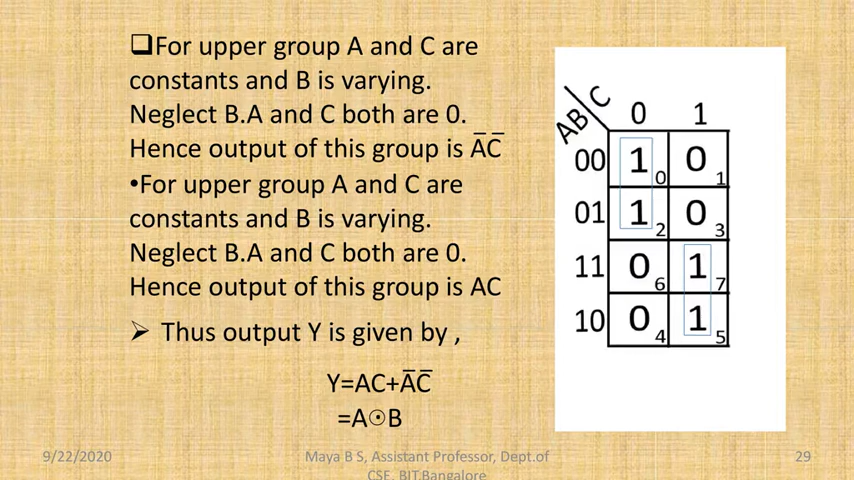 ❑For upper group A and C are
constants and B is varying.
Neglect B.A and C both are 0.
Hence output of this group is A̅C̅
•For upper group A and C are
constants and B is varying.
Neglect B.A and C both are 0.
Hence output of this group is AC
➢ Thus output Y is given by ,
Y=AC+A̅C̅
=A⊙B
AB C 0 1
00 1 0 0 1
01 1 2 0 3
11 0 6 1 7
10 0 4 1 5
9/22/2020
Maya B S, Assistant Professor, Dept.of
CSE, BIT,Bangalore
29